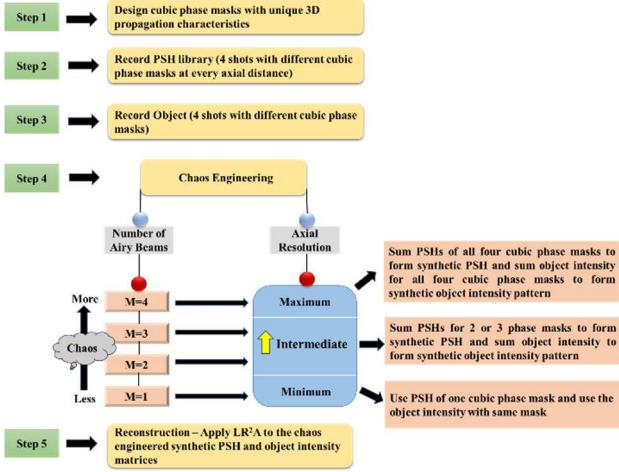 Step 1
Design cubic phase masks with unique 3D
propagation characteristics
Step 2
Record PSH library (4 shots with different cubic
phase masks at every axial distance)
Step 3
Record Object (4 shots with different cubic phase
masks)
Step 4
Chaos Engineering
Number of
Airy Beams
Axial
Resolution
More
Chaos
Less
M=4
M=3
M=2
M=1
Maximum
Intermediate
Minimum
Sum PSHs of all four cubic phase masks to
form synthetic PSH and sum object intensity
for all four cubic phase masks to form
synthetic object intensity pattern
Sum PSHs for 2 or 3 phase masks to form
synthetic PSH and sum object intensity to
form synthetic object intensity pattern
Use PSH of one cubic phase mask and use the
object intensity with same mask
Step 5
Reconstruction – Apply LR²A to the chaos
engineered synthetic PSH and object intensity
matrices